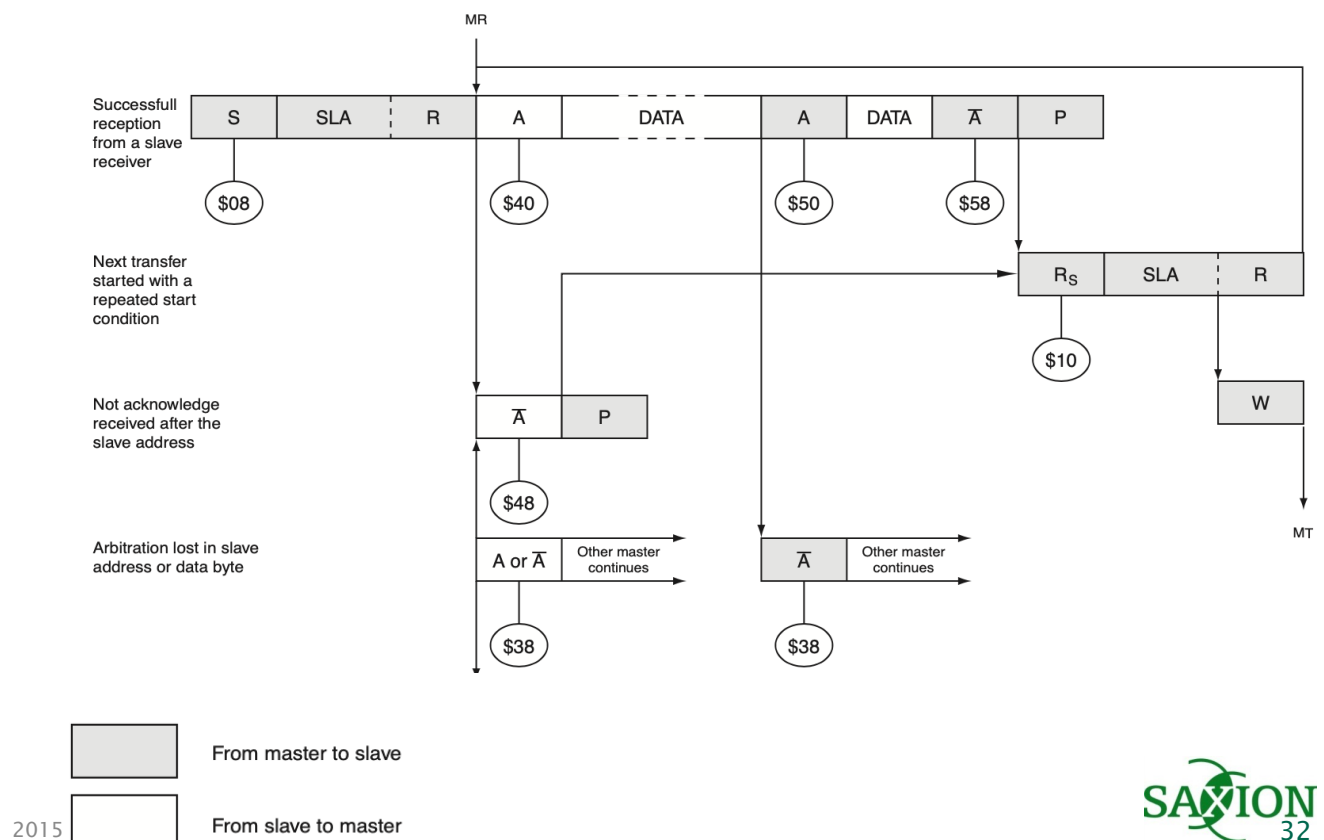 MR
Successfull
reception
from a slave
receiver
S SLA R A DATA A DATA A̅ P
$08 $40 $50 $58
Next transfer
started with a
repeated start
condition
RS SLA R
$10
Not acknowledge
received after the
slave address
A̅ P
W
$48
MT
Arbitration lost in slave
address or data byte
A or A̅
Other master
continues
A̅
Other master
continues
$38 $38
From master to slave
From slave to master
2015
SAXION
32